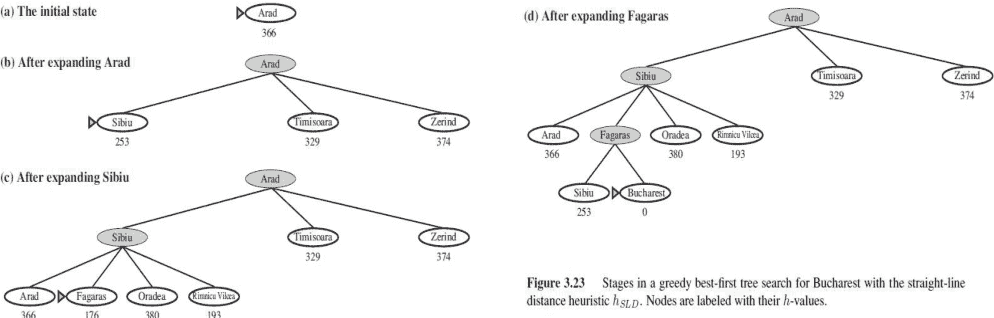 (a) The initial state
Arad
366
(b) After expanding Arad
Arad
Sibiu Timisoara Zerind
253 329 374
(c) After expanding Sibiu
Arad
Sibiu Timisoara Zerind
329 374
Arad Fagaras Oradea Rimnicu Vilcea
366 176 380 193
(d) After expanding Fagaras
Arad
Sibiu Timisoara Zerind
329 374
Arad Fagaras Oradea Rimnicu Vilcea
366 380 193
Sibiu Bucharest
253 0
Figure 3.23 Stages in a greedy best-first tree search for Bucharest with the straight-line
distance heuristic hSLD. Nodes are labeled with their h-values.